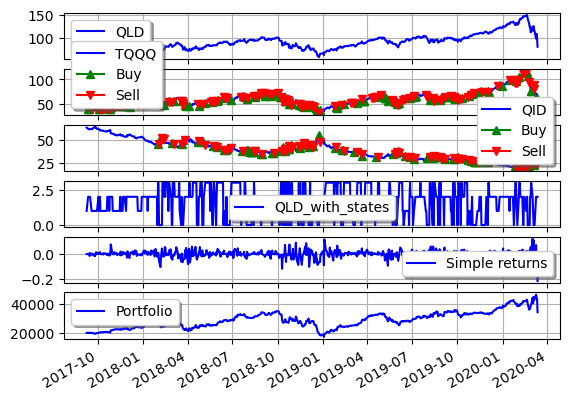 150
100
QLD
TQQQ
Buy
Sell
100
50
QID
Buy
Sell
50
25
2.5
0.0
QLD_with_states
0.0
−0.2
Simple returns
40000
20000
Portfolio
2017-10
2018-01
2018-04
2018-07
2018-10
2019-01
2019-04
2019-07
2019-10
2020-01
2020-04